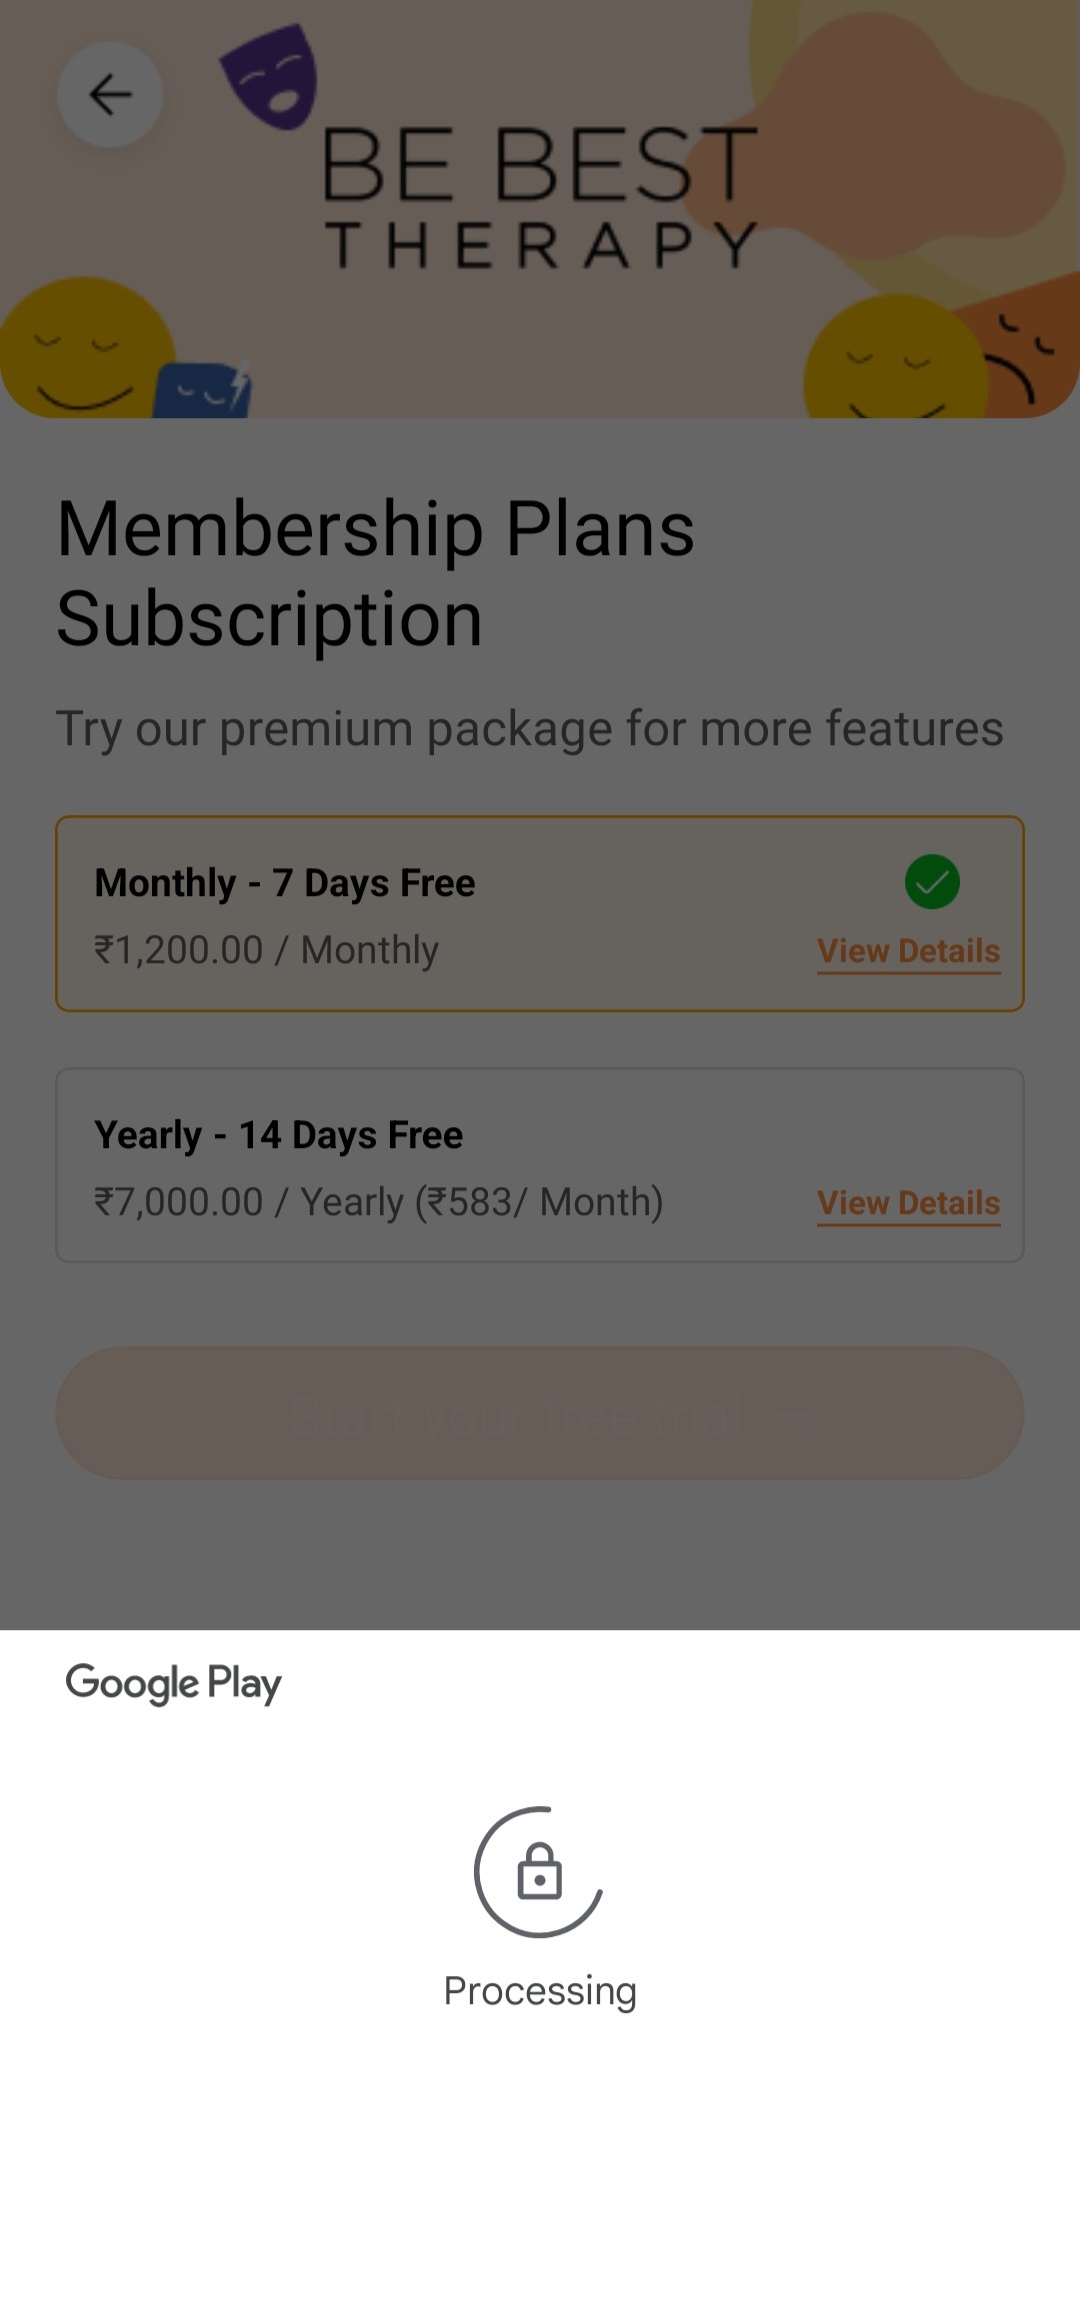 BE BEST
THERAPY
Membership Plans
Subscription
Try our premium package for more features
Monthly - 7 Days Free
₹1,200.00 / Monthly
View Details
Yearly - 14 Days Free
₹7,000.00 / Yearly (₹583/ Month)
View Details
Start your free trial →
Google Play
Processing